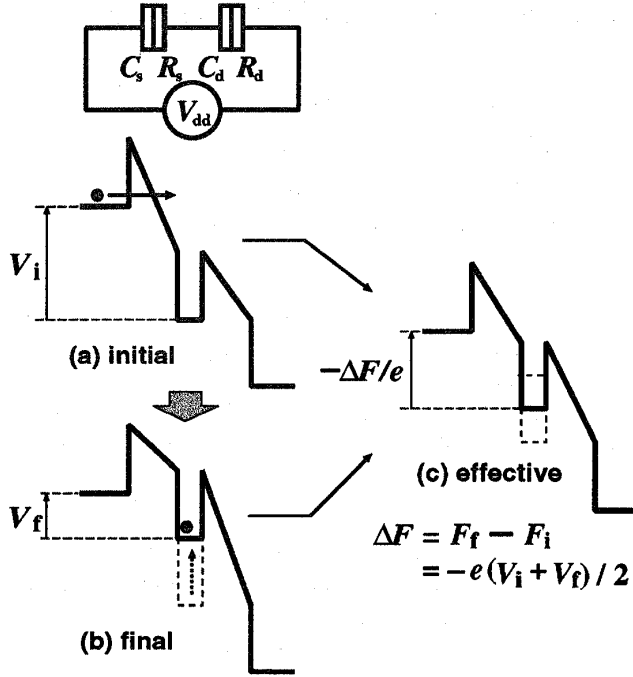 C_s R_s C_d R_d
V_dd
V_i
(a) initial
−ΔF/e
V_f
(b) final
(c) effective
ΔF = F_f − F_i
= −e(V_i + V_f)/2